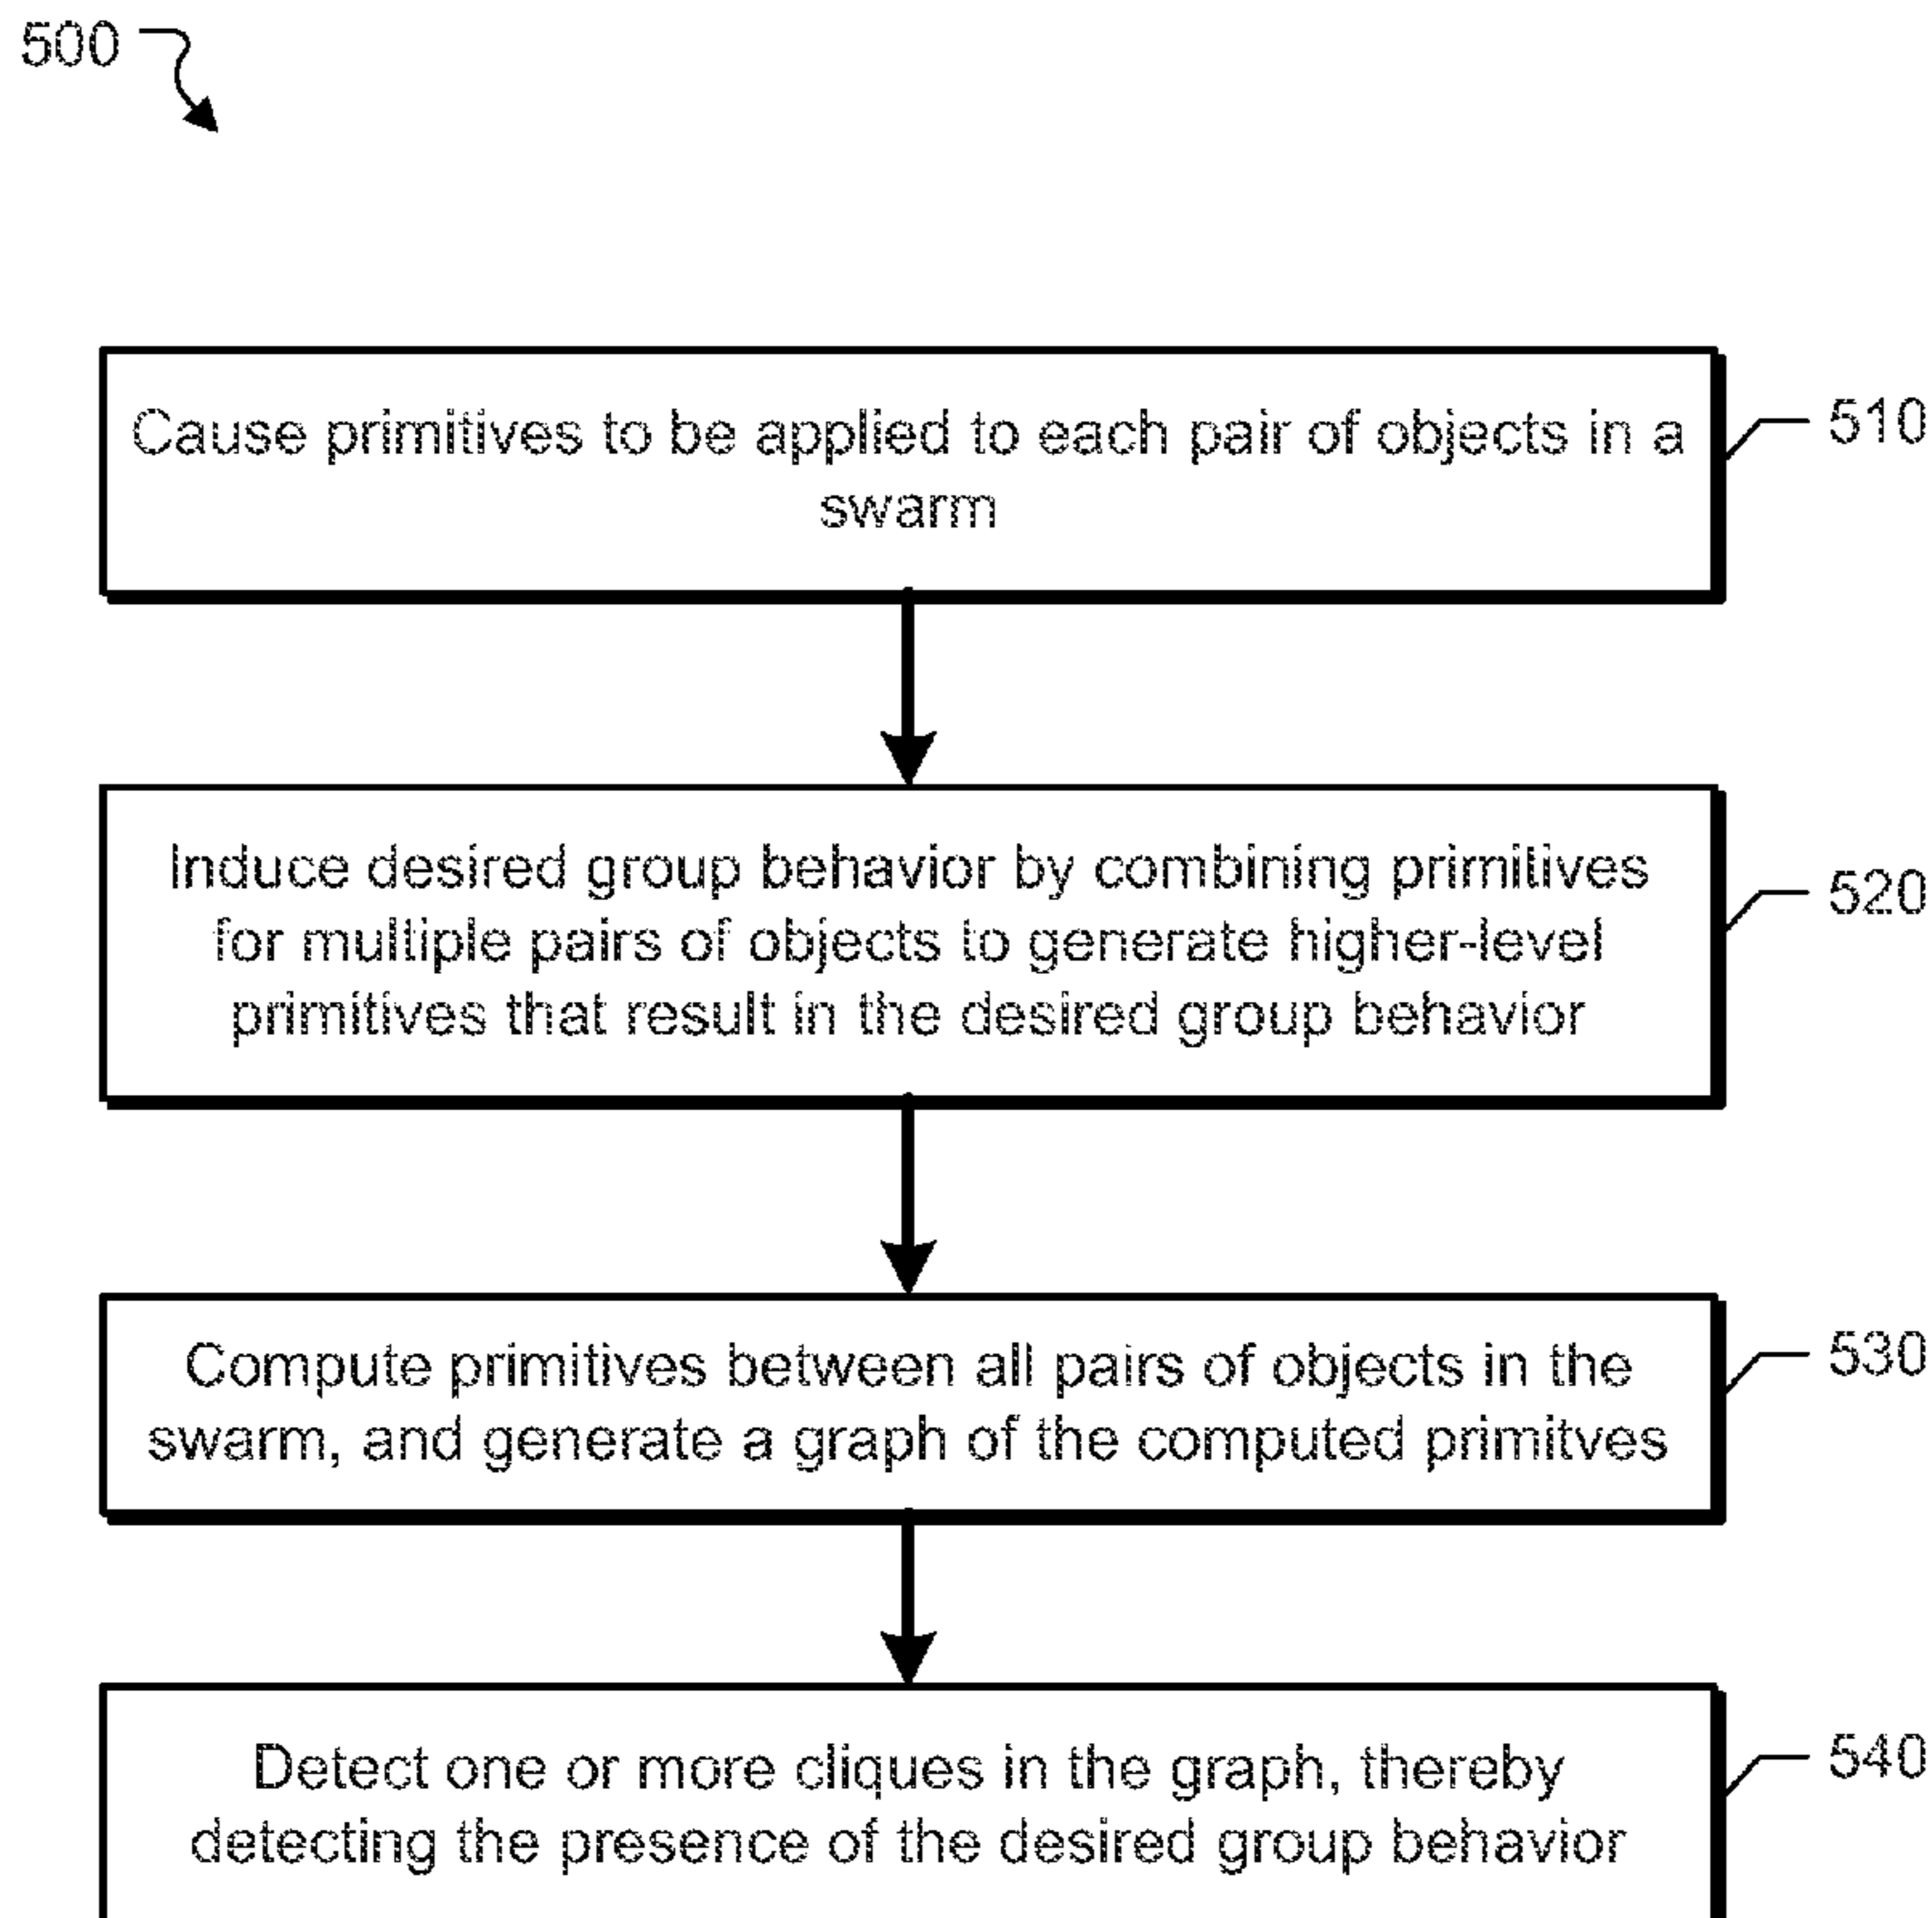 500
Cause primitives to be applied to each pair of objects in a
swarm
510
Induce desired group behavior by combining primitives
for multiple pairs of objects to generate higher-level
primitives that result in the desired group behavior
520
Compute primitives between all pairs of objects in the
swarm, and generate a graph of the computed primitves
530
Detect one or more cliques in the graph, thereby
detecting the presence of the desired group behavior
540